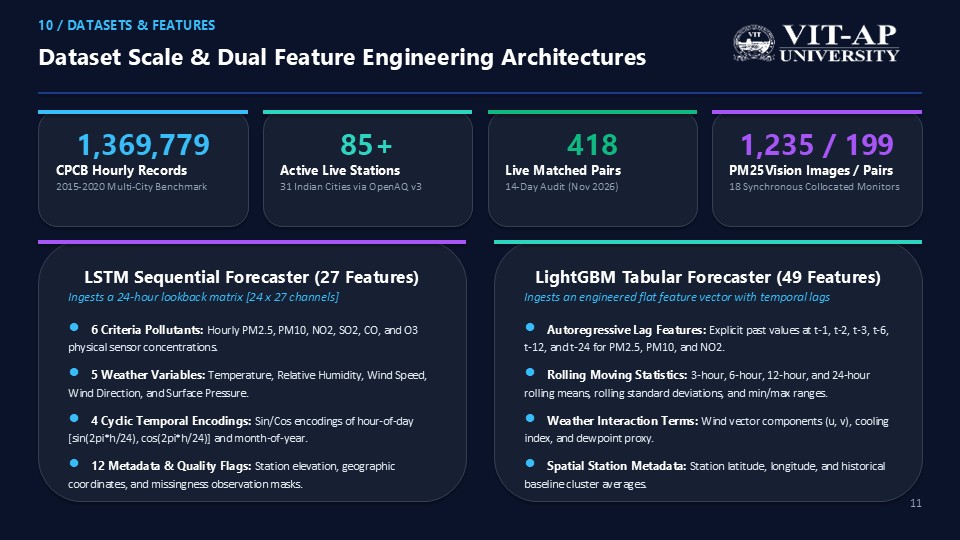 10 / DATASETS & FEATURES
Dataset Scale & Dual Feature Engineering Architectures
VIT
VIT-AP
UNIVERSITY
1,369,779
CPCB Hourly Records
2015-2020 Multi-City Benchmark
85+
Active Live Stations
31 Indian Cities via OpenAQ v3
418
Live Matched Pairs
14-Day Audit (Nov 2026)
1,235 / 199
PM25Vision Images / Pairs
18 Synchronous Collocated Monitors
LSTM Sequential Forecaster (27 Features)
Ingests a 24-hour lookback matrix [24 x 27 channels]
● 6 Criteria Pollutants: Hourly PM2.5, PM10, NO2, SO2, CO, and O3
physical sensor concentrations.
● 5 Weather Variables: Temperature, Relative Humidity, Wind Speed,
Wind Direction, and Surface Pressure.
● 4 Cyclic Temporal Encodings: Sin/Cos encodings of hour-of-day
[sin(2pi*h/24), cos(2pi*h/24)] and month-of-year.
● 12 Metadata & Quality Flags: Station elevation, geographic
coordinates, and missingness observation masks.
LightGBM Tabular Forecaster (49 Features)
Ingests an engineered flat feature vector with temporal lags
● Autoregressive Lag Features: Explicit past values at t-1, t-2, t-3, t-6,
t-12, and t-24 for PM2.5, PM10, and NO2.
● Rolling Moving Statistics: 3-hour, 6-hour, 12-hour, and 24-hour
rolling means, rolling standard deviations, and min/max ranges.
● Weather Interaction Terms: Wind vector components (u, v), cooling
index, and dewpoint proxy.
● Spatial Station Metadata: Station latitude, longitude, and historical
baseline cluster averages.
11